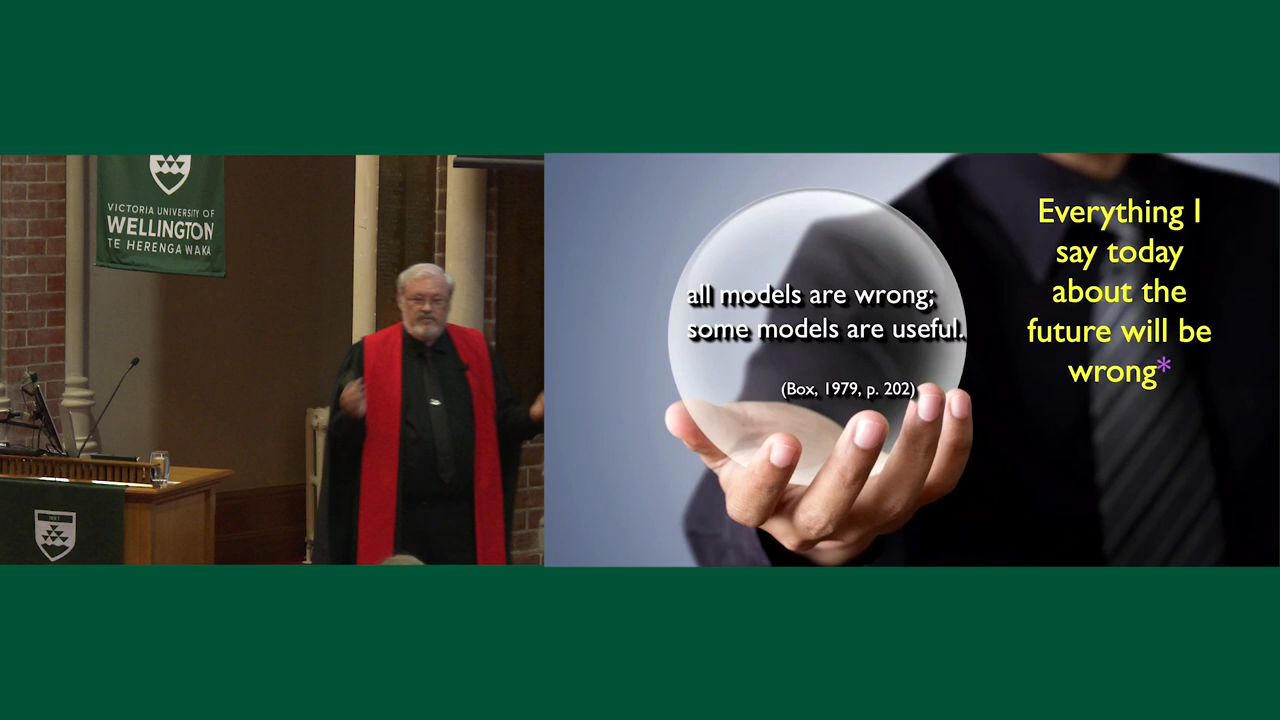 VICTORIA UNIVERSITY OF
WELLINGTON
TE HERENGA WAKA
all models are wrong;
some models are useful.
(Box, 1979, p. 202)
Everything I
say today
about the
future will be
wrong*